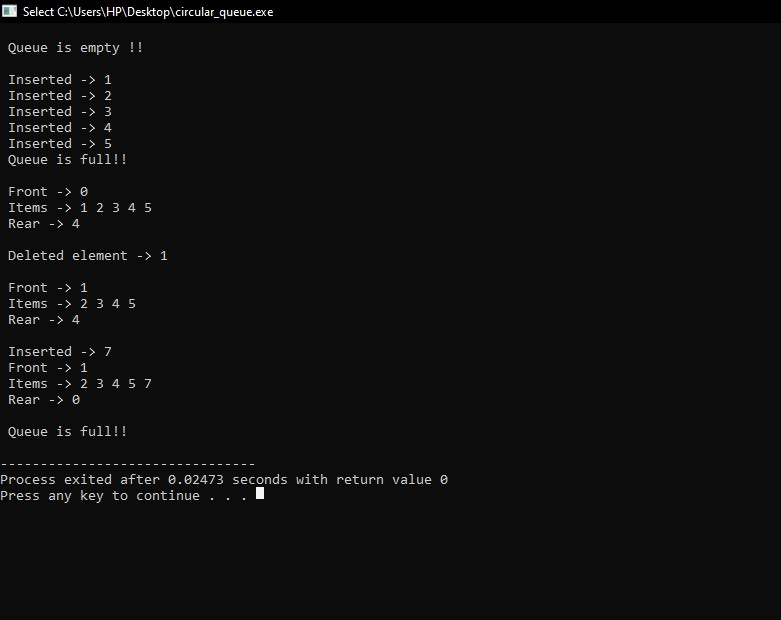 Select C:\Users\HP\Desktop\circular_queue.exe
Queue is empty !!
Inserted -> 1
Inserted -> 2
Inserted -> 3
Inserted -> 4
Inserted -> 5
Queue is full!!
Front -> 0
Items -> 1 2 3 4 5
Rear -> 4
Deleted element -> 1
Front -> 1
Items -> 2 3 4 5
Rear -> 4
Inserted -> 7
Front -> 1
Items -> 2 3 4 5 7
Rear -> 0
Queue is full!!
--------------------------------
Process exited after 0.02473 seconds with return value 0
Press any key to continue . . .